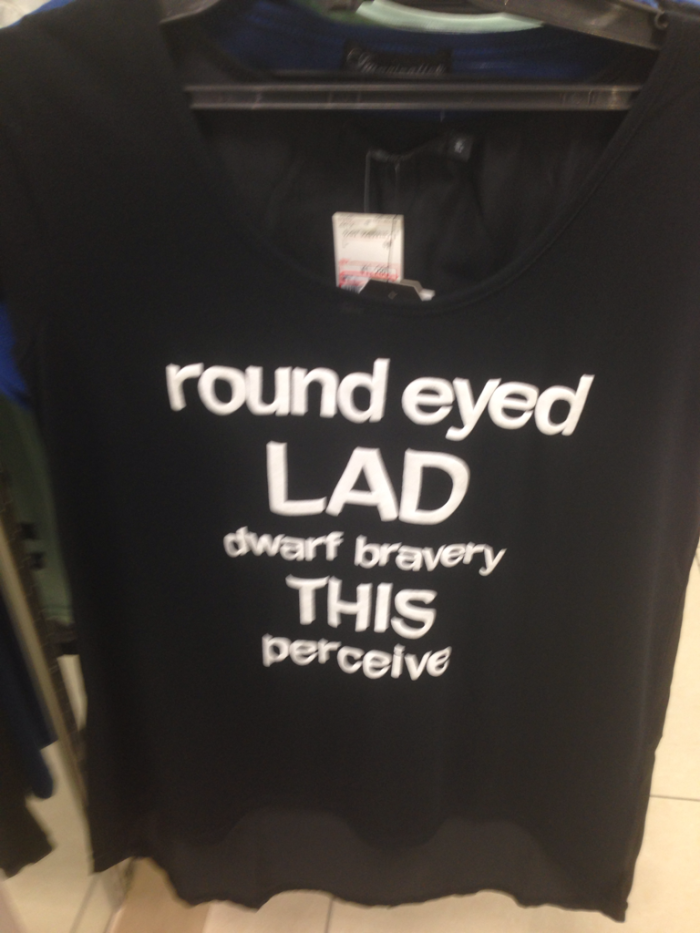 round eyed
LAD
dwarf bravery
THIS
perceive